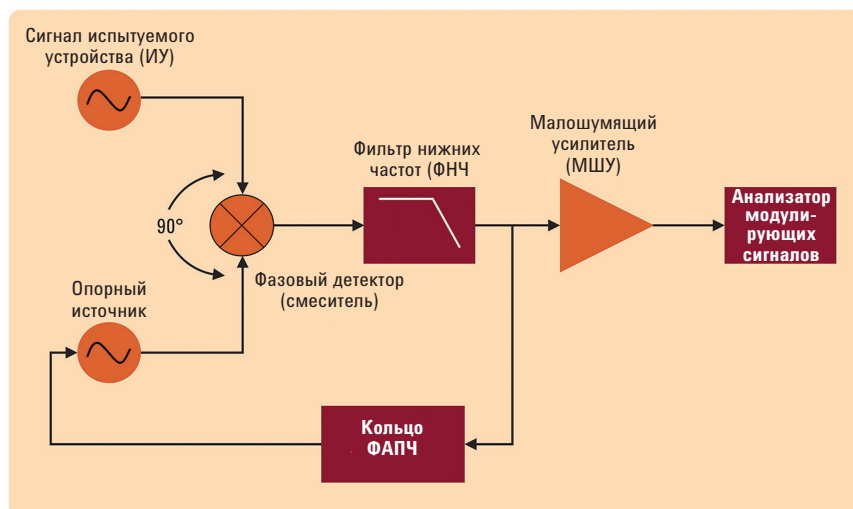 Сигнал испытуемого
устройства (ИУ)
Малошумящий
усилитель
(МШУ)
Фильтр нижних
частот (ФНЧ
90°
Анализатор
модули-
рующих
сигналов
Фазовый детектор
(смеситель)
Опорный
источник
Кольцо
ФАПЧ